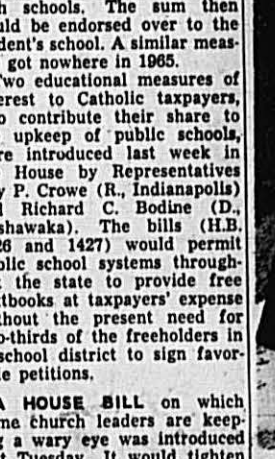 h schools. The sum then
uld be endorsed over to the
dent's school. A similar meas-
got nowhere in 1965.
wo educational measures of
erest to Catholic taxpayers,
o contribute their share to
upkeep of public schools,
re introduced last week in
House by Representatives
y P. Crowe (R., Indianapolis)
d Richard C. Bodine (D.,
shawaka). The bills (H.B.
26 and 1427) would permit
blic school systems through-
t the state to provide free
tbooks at taxpayers' expense
thout the present need for
o-thirds of the freeholders in
school district to sign favor-
le petitions.
A HOUSE BILL on which
me church leaders are keep-
g a wary eye was introduced
t Tuesday. It would tighten